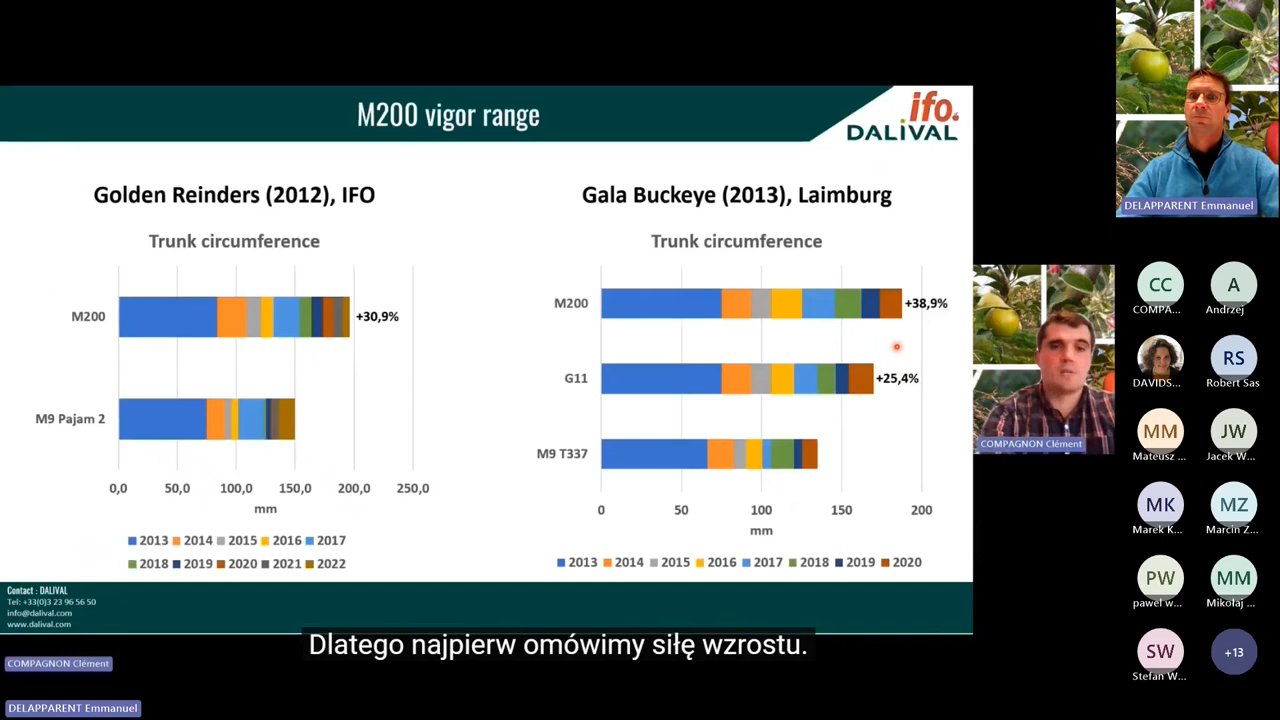 M200 vigor range
ifo.
DALIVAL
Golden Reinders (2012), IFO
Trunk circumference
M200
+30,9%
M9 Pajam 2
0,0 50,0 100,0 150,0 200,0 250,0
mm
2013 2014 2015 2016 2017
2018 2019 2020 2021 2022
Gala Buckeye (2013), Laimburg
Trunk circumference
M200
+38,9%
G11
+25,4%
M9 T337
0 50 100 150 200
mm
2013 2014 2015 2016 2017 2018 2019 2020
Contact : DALIVAL
Tel: +33(0)3 23 96 56 50
info@dalival.com
www.dalival.com
Dlatego najpierw omówimy siłę wzrostu.
COMPAGNON Clément
DELAPPARENT Emmanuel
DELAPPARENT Emmanuel
COMPAGNON Clément
CC
COMPA...
A
Andrzej
DAVIDS...
RS
Robert Sas
MM
Mateusz ...
JW
Jacek W...
MK
Marek K...
MZ
Marcin Z...
PW
pawel w...
MM
Mikołaj ...
SW
Stefan W...
+13